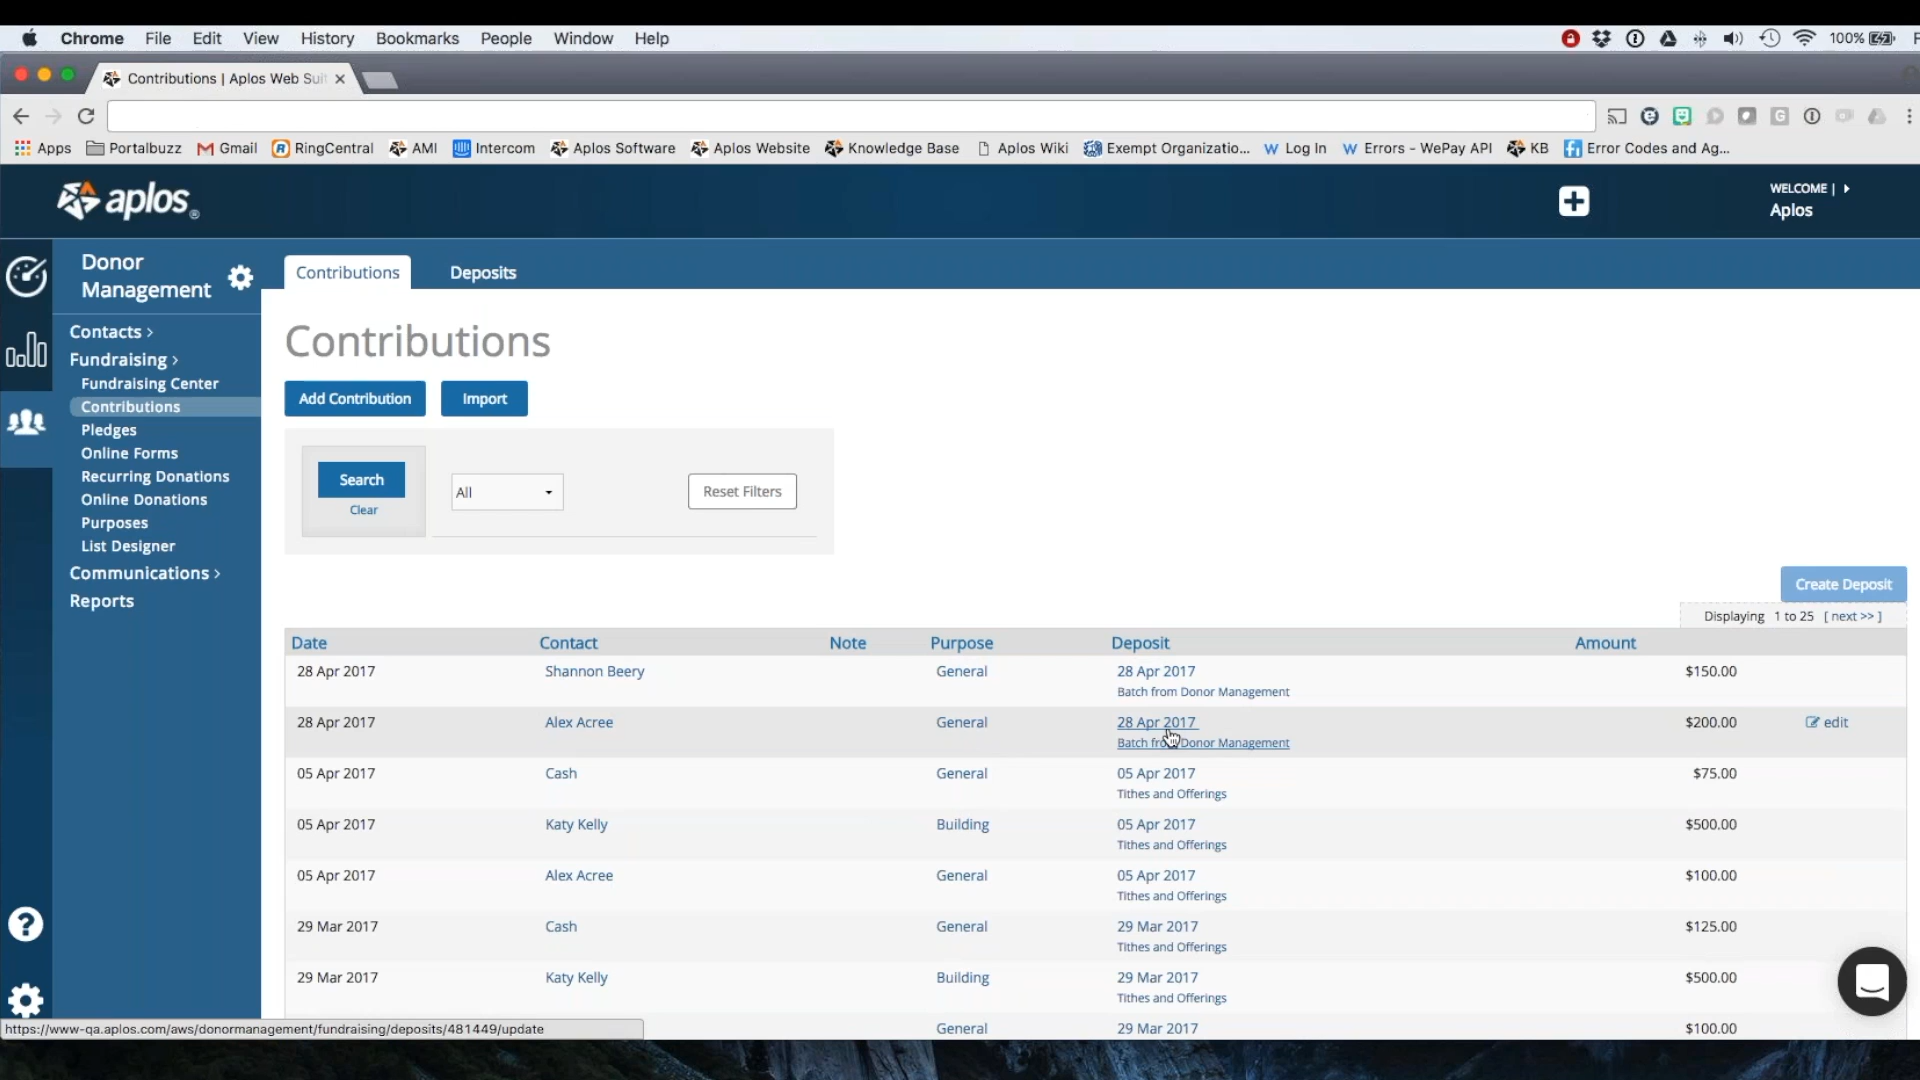 Chrome File Edit View History Bookmarks People Window Help 100%
Contributions | Aplos Web Suit
Apps Portalbuzz Gmail RingCentral AMI Intercom Aplos Software Aplos Website Knowledge Base Aplos Wiki Exempt Organizatio... Log In Errors - WePay API KB Error Codes and Ag...
aplos
WELCOME |
Aplos
Donor
Management
Contacts >
Fundraising >
Fundraising Center
Contributions
Pledges
Online Forms
Recurring Donations
Online Donations
Purposes
List Designer
Communications >
Reports
Contributions Deposits
Contributions
Add Contribution Import
Search All Reset Filters
Clear
Create Deposit
Displaying 1 to 25 [ next >> ]
Date Contact Note Purpose Deposit Amount
28 Apr 2017 Shannon Beery General 28 Apr 2017 $150.00
Batch from Donor Management
28 Apr 2017 Alex Acree General 28 Apr 2017 $200.00 edit
Batch from Donor Management
05 Apr 2017 Cash General 05 Apr 2017 $75.00
Tithes and Offerings
05 Apr 2017 Katy Kelly Building 05 Apr 2017 $500.00
Tithes and Offerings
05 Apr 2017 Alex Acree General 05 Apr 2017 $100.00
Tithes and Offerings
29 Mar 2017 Cash General 29 Mar 2017 $125.00
Tithes and Offerings
29 Mar 2017 Katy Kelly Building 29 Mar 2017 $500.00
Tithes and Offerings
General 29 Mar 2017 $100.00
https://www-qa.aplos.com/aws/donormanagement/fundraising/deposits/481449/update